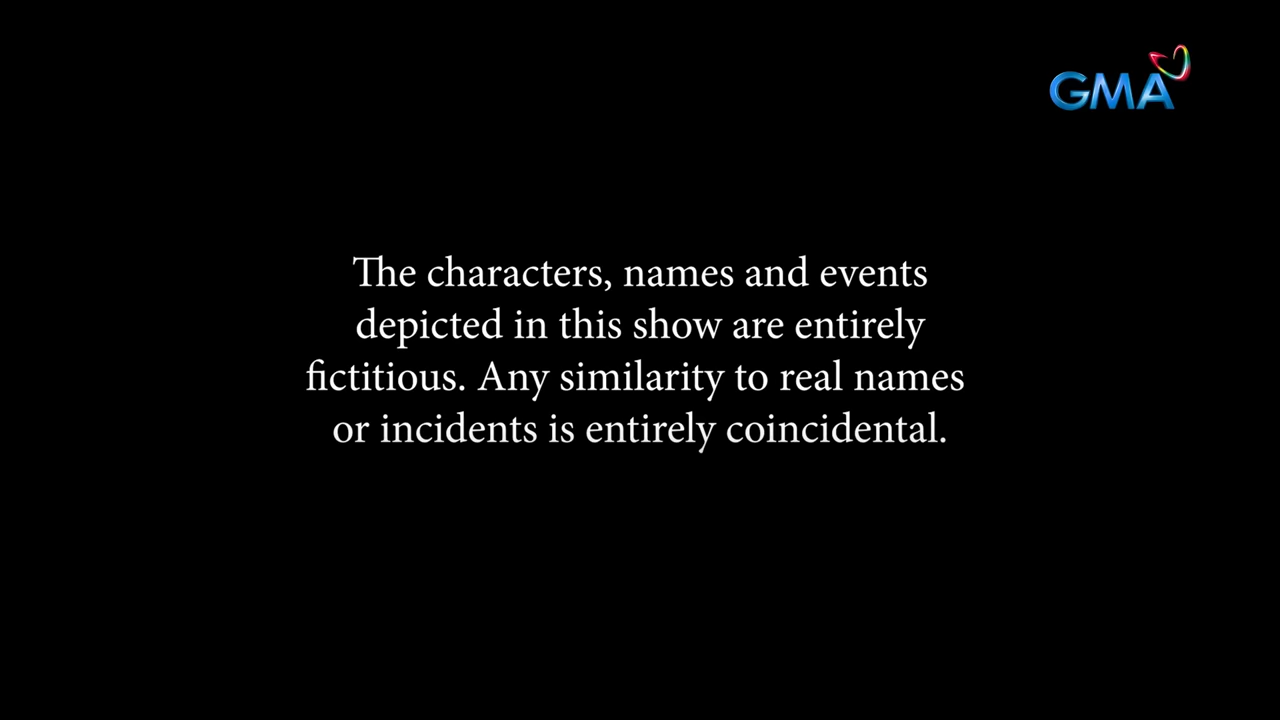 GMA
The characters, names and events
depicted in this show are entirely
fictitious. Any similarity to real names
or incidents is entirely coincidental.